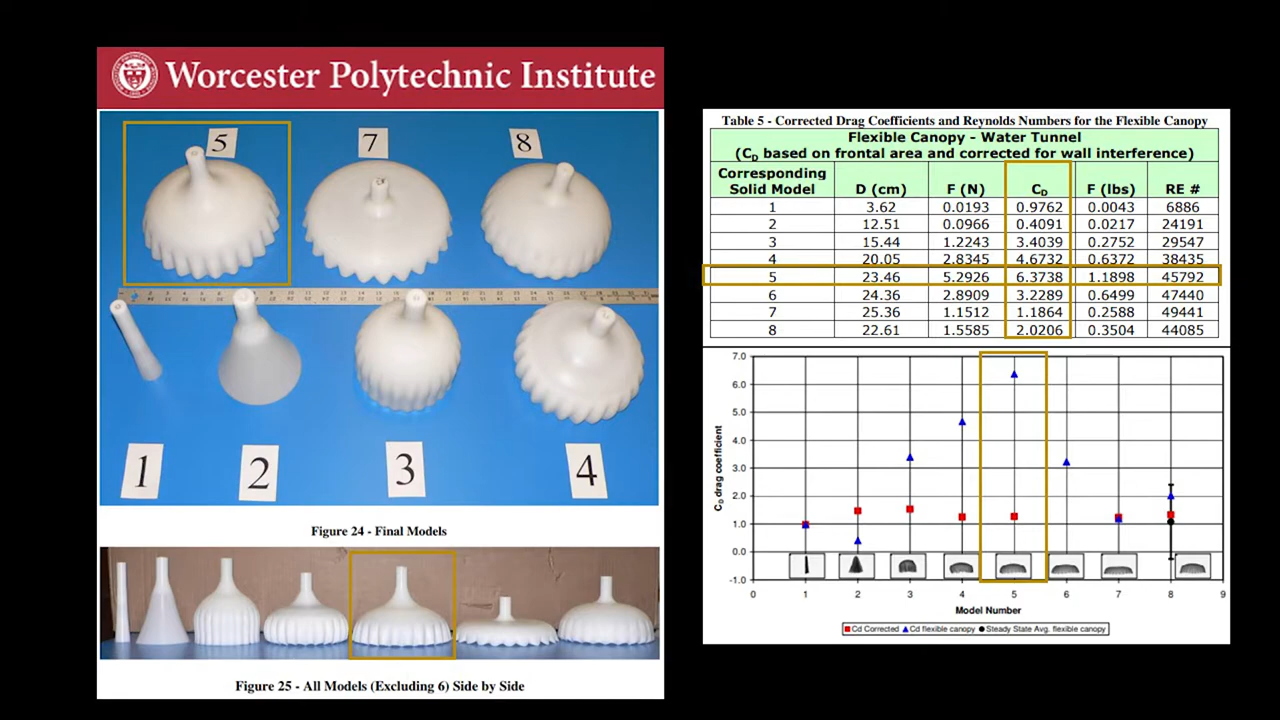 Worcester Polytechnic Institute
5
7
8
1
2
3
4
Figure 24 - Final Models
Figure 25 - All Models (Excluding 6) Side by Side
Table 5 - Corrected Drag Coefficients and Reynolds Numbers for the Flexible Canopy
Flexible Canopy - Water Tunnel
(CD based on frontal area and corrected for wall interference)
Corresponding Solid Model D (cm) F (N) CD F (lbs) RE #
1 3.62 0.0193 0.9762 0.0043 6886
2 12.51 0.0966 0.4091 0.0217 24191
3 15.44 1.2243 3.4039 0.2752 29547
4 20.05 2.8345 4.6732 0.6372 38435
5 23.46 5.2926 6.3738 1.1898 45792
6 24.36 2.8909 3.2289 0.6499 47440
7 25.36 1.1512 1.1864 0.2588 49441
8 22.61 1.5585 2.0206 0.3504 44085
7.0
6.0
5.0
4.0
3.0
2.0
1.0
0.0
-1.0
CD drag coefficient
0 1 2 3 4 5 6 7 8 9
Model Number
Cd Corrected Cd flexible canopy Steady State Avg. flexible canopy